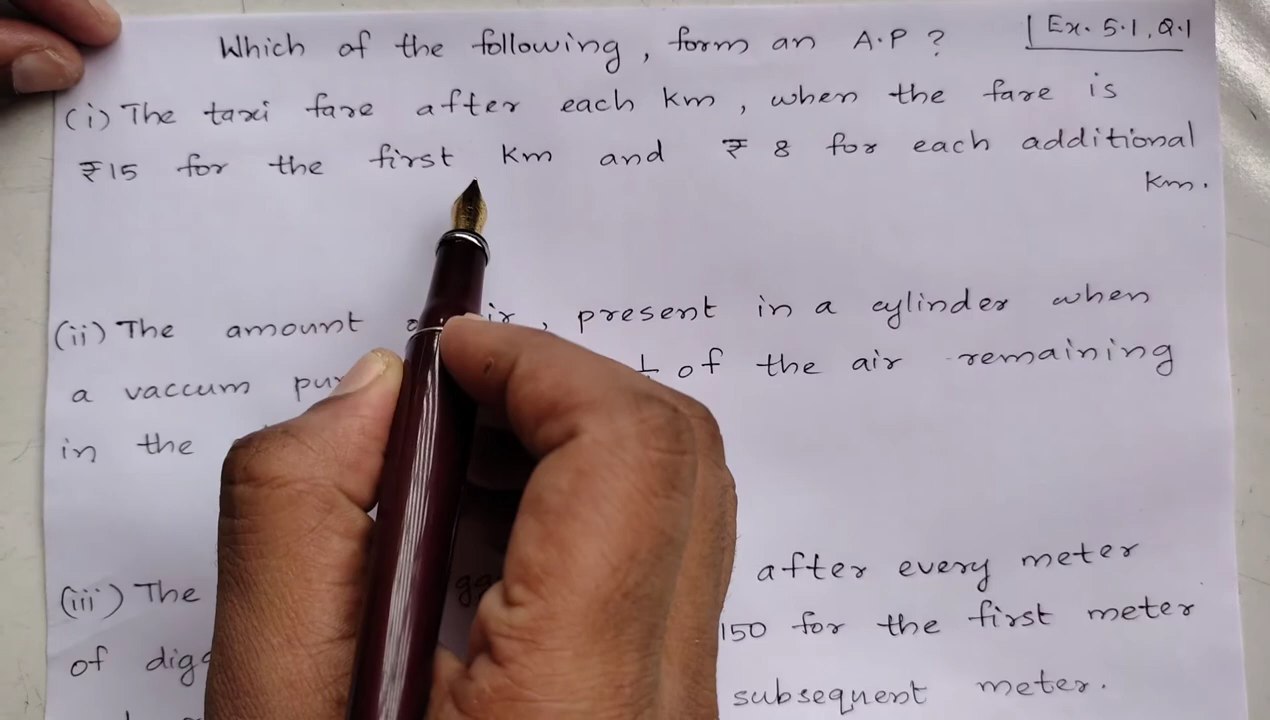 Which of the following, form an A.P ?
Ex. 5.1, Q.1
(i) The taxi fare after each km, when the fare is
₹15 for the first km and ₹ 8 for each additional
km.
(ii) The amount present in a cylinder when
a vaccum of the air remaining
in the
(iii) The after every meter
of 150 for the first meter
subsequent meter.